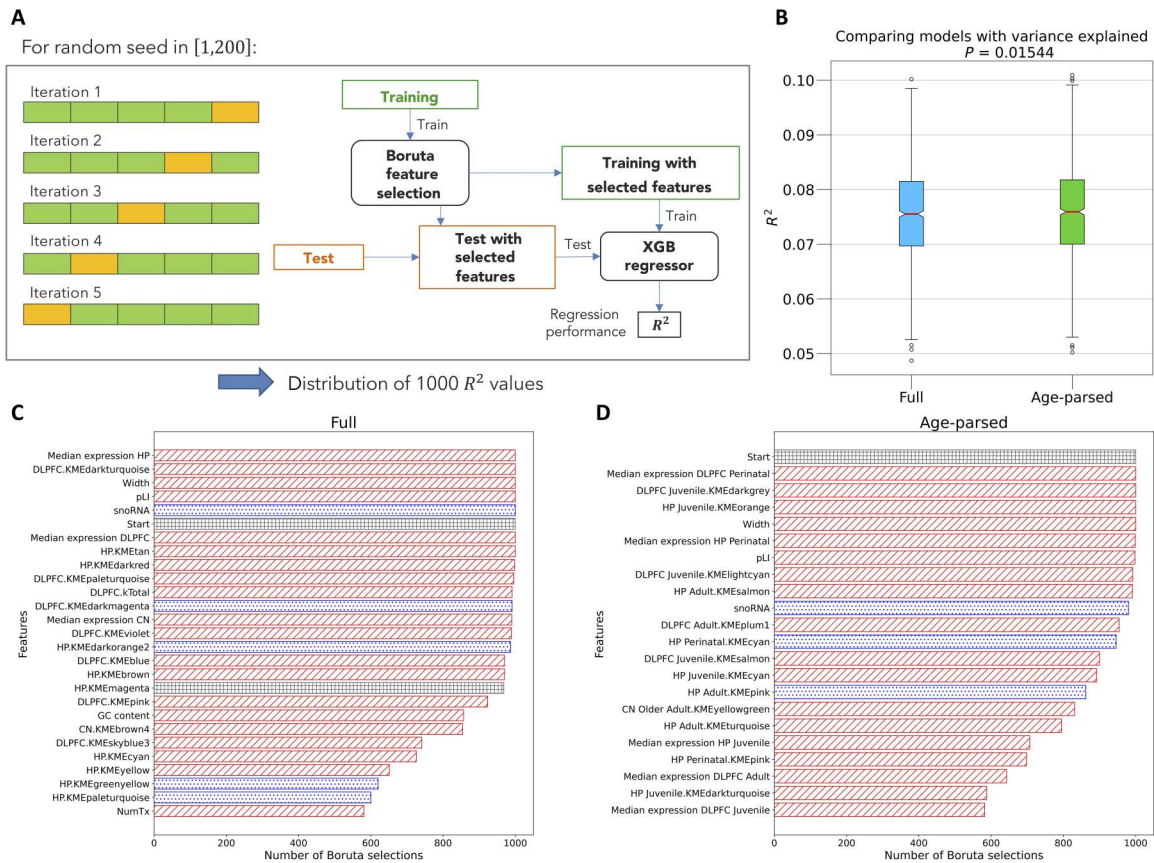 A
For random seed in [1,200]:
Iteration 1
Iteration 2
Iteration 3
Iteration 4
Iteration 5
Training
Train
Boruta
feature
selection
Training with
selected features
Train
Test
Test with
selected
features
Test
XGB
regressor
Regression
performance
R²
Distribution of 1000 R² values
B
Comparing models with variance explained
P = 0.01544
R²
0.10
0.09
0.08
0.07
0.06
0.05
Full
Age-parsed
C
Full
Features
Median expression HP
DLPFC.KMEdarkturquoise
Width
pLI
snoRNA
Start
Median expression DLPFC
HP.KMEtan
HP.KMEdarkred
DLPFC.KMEpaleturquoise
DLPFC.kTotal
DLPFC.KMEdarkmagenta
Median expression CN
DLPFC.KMEviolet
HP.KMEdarkorange2
DLPFC.KMEblue
HP.KMEbrown
HP.KMEmagenta
DLPFC.KMEpink
GC content
CN.KMEbrown4
DLPFC.KMEskyblue3
HP.KMEcyan
HP.KMEyellow
HP.KMEgreenyellow
HP.KMEpaleturquoise
NumTx
0 200 400 600 800 1000
Number of Boruta selections
D
Age-parsed
Features
Start
Median expression DLPFC Perinatal
DLPFC Juvenile.KMEdarkgrey
HP Juvenile.KMEorange
Width
Median expression HP Perinatal
pLI
DLPFC Juvenile.KMElightcyan
HP Adult.KMEsalmon
snoRNA
DLPFC Adult.KMEplum1
HP Perinatal.KMEcyan
DLPFC Juvenile.KMEsalmon
HP Juvenile.KMEcyan
HP Adult.KMEpink
CN Older Adult.KMEyellowgreen
HP Adult.KMEturquoise
Median expression HP Juvenile
HP Perinatal.KMEpink
Median expression DLPFC Adult
HP Juvenile.KMEdarkturquoise
Median expression DLPFC Juvenile
0 200 400 600 800 1000
Number of Boruta selections